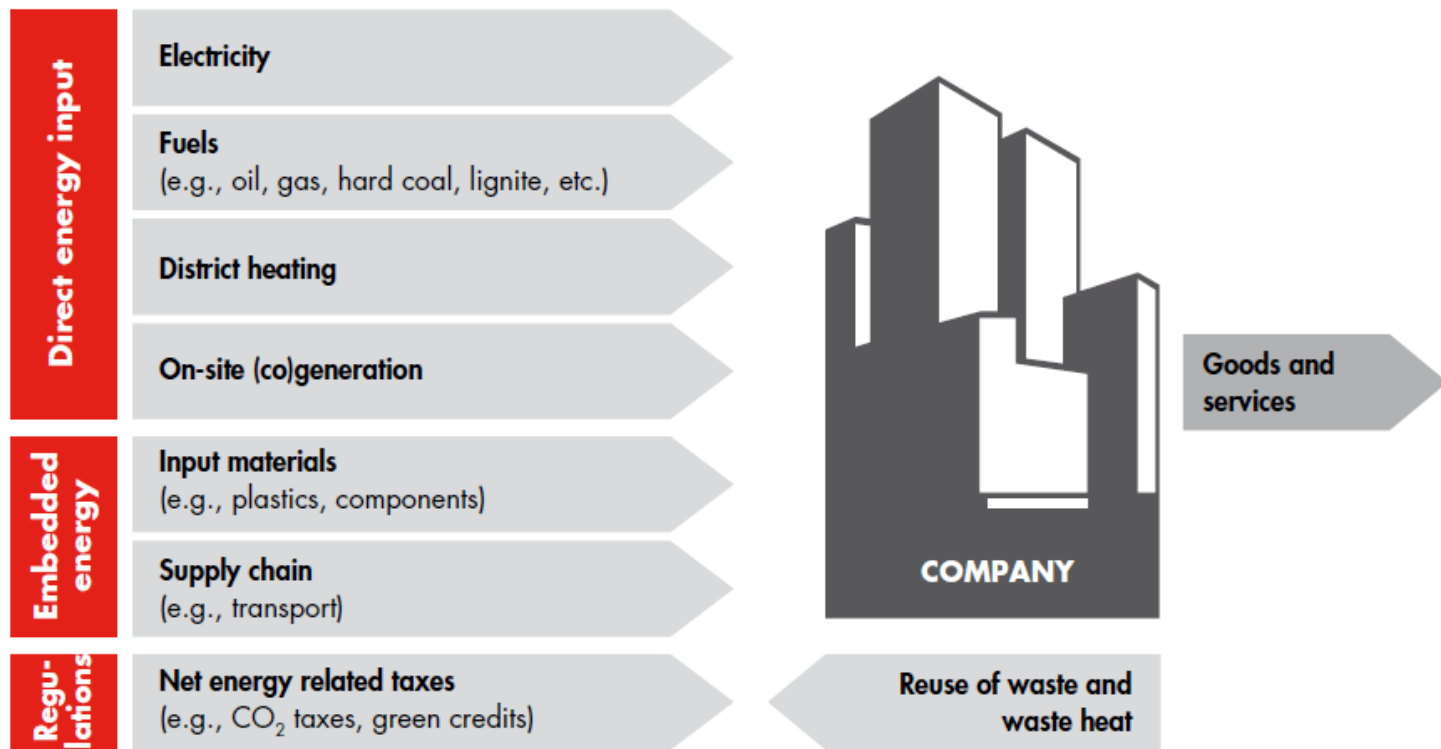 Direct energy input
Electricity
Fuels
(e.g., oil, gas, hard coal, lignite, etc.)
District heating
On-site (co)generation
Embedded
energy
Input materials
(e.g., plastics, components)
Supply chain
(e.g., transport)
Regu-
lations
Net energy related taxes
(e.g., CO₂ taxes, green credits)
COMPANY
Reuse of waste and
waste heat
Goods and
services